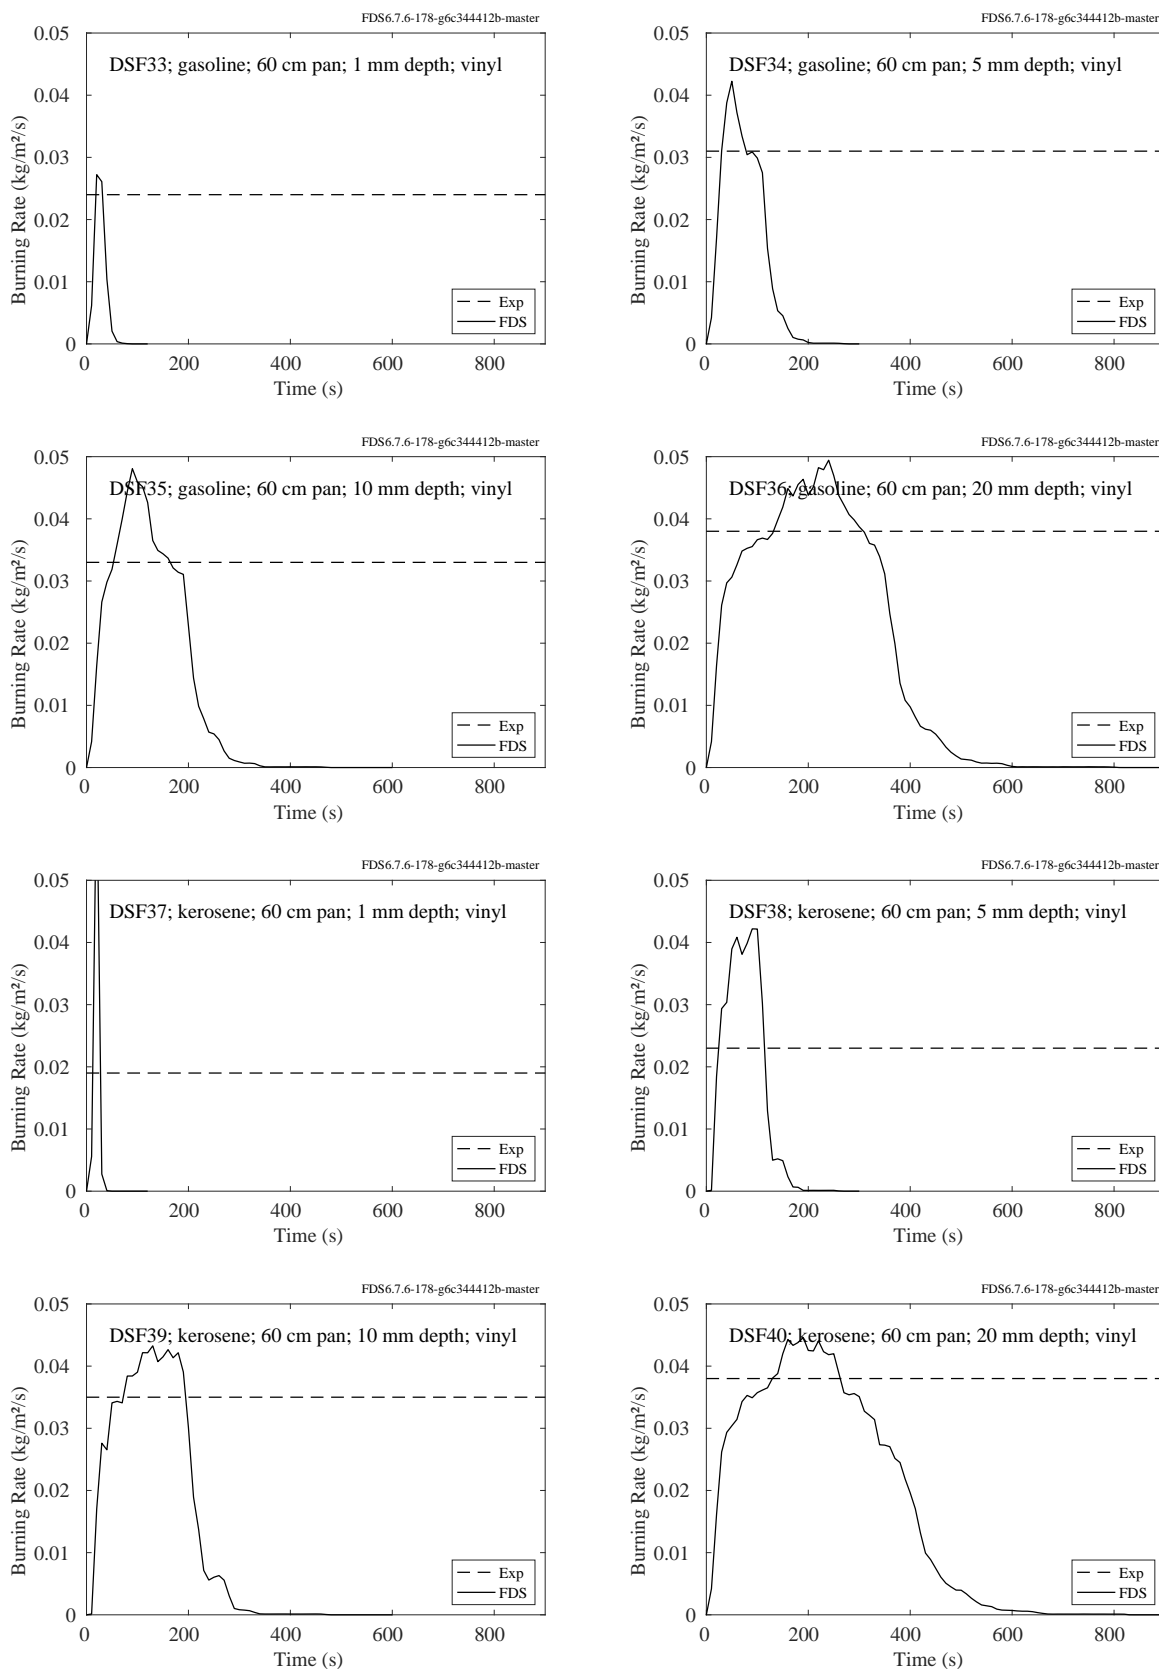 FDS6.7.6-178-g6c344412b-master
DSF33; gasoline; 60 cm pan; 1 mm depth; vinyl
0.05
0.04
0.03
0.02
0.01
0
Burning Rate (kg/m²/s)
Exp
FDS
0 200 400 600 800
Time (s)
FDS6.7.6-178-g6c344412b-master
DSF34; gasoline; 60 cm pan; 5 mm depth; vinyl
0.05
0.04
0.03
0.02
0.01
0
Burning Rate (kg/m²/s)
Exp
FDS
0 200 400 600 800
Time (s)
FDS6.7.6-178-g6c344412b-master
DSF35; gasoline; 60 cm pan; 10 mm depth; vinyl
0.05
0.04
0.03
0.02
0.01
0
Burning Rate (kg/m²/s)
Exp
FDS
0 200 400 600 800
Time (s)
FDS6.7.6-178-g6c344412b-master
DSF36; gasoline; 60 cm pan; 20 mm depth; vinyl
0.05
0.04
0.03
0.02
0.01
0
Burning Rate (kg/m²/s)
Exp
FDS
0 200 400 600 800
Time (s)
FDS6.7.6-178-g6c344412b-master
DSF37; kerosene; 60 cm pan; 1 mm depth; vinyl
0.05
0.04
0.03
0.02
0.01
0
Burning Rate (kg/m²/s)
Exp
FDS
0 200 400 600 800
Time (s)
FDS6.7.6-178-g6c344412b-master
DSF38; kerosene; 60 cm pan; 5 mm depth; vinyl
0.05
0.04
0.03
0.02
0.01
0
Burning Rate (kg/m²/s)
Exp
FDS
0 200 400 600 800
Time (s)
FDS6.7.6-178-g6c344412b-master
DSF39; kerosene; 60 cm pan; 10 mm depth; vinyl
0.05
0.04
0.03
0.02
0.01
0
Burning Rate (kg/m²/s)
Exp
FDS
0 200 400 600 800
Time (s)
FDS6.7.6-178-g6c344412b-master
DSF40; kerosene; 60 cm pan; 20 mm depth; vinyl
0.05
0.04
0.03
0.02
0.01
0
Burning Rate (kg/m²/s)
Exp
FDS
0 200 400 600 800
Time (s)